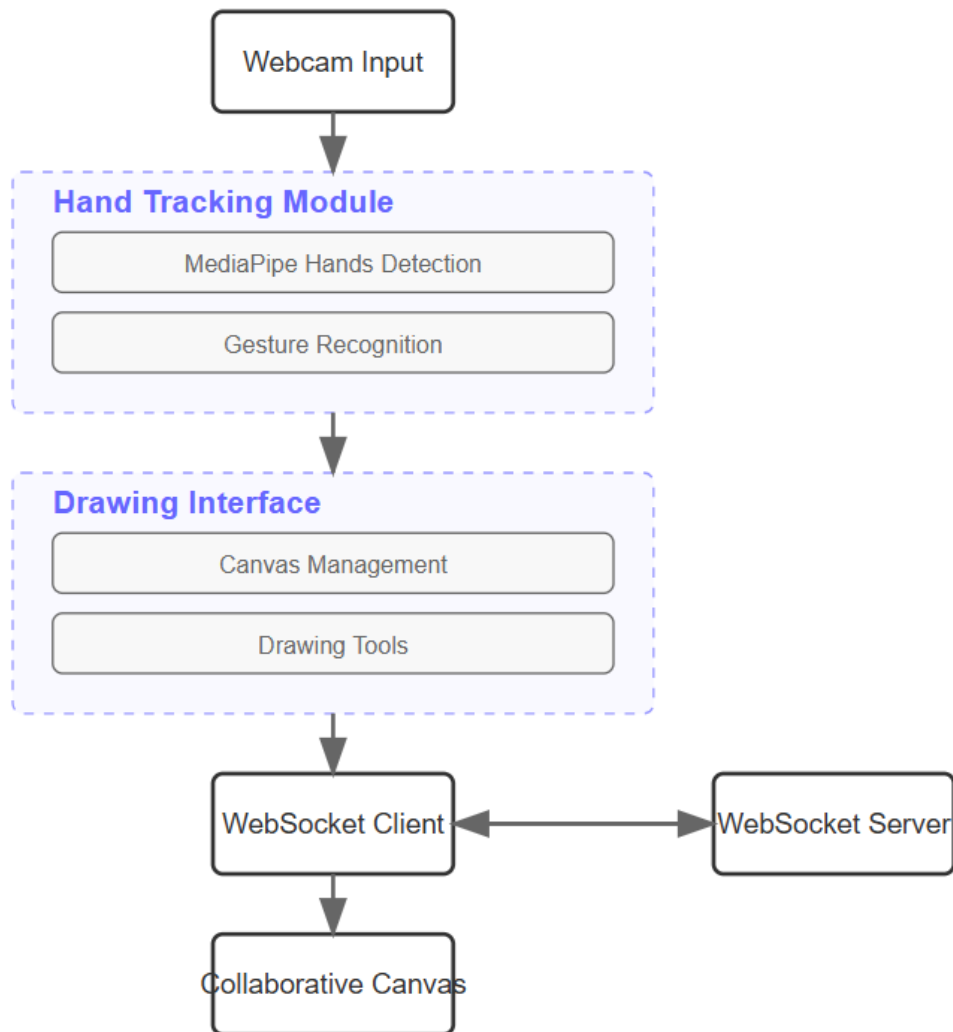 Webcam Input
Hand Tracking Module
MediaPipe Hands Detection
Gesture Recognition
Drawing Interface
Canvas Management
Drawing Tools
WebSocket Client
WebSocket Server
Collaborative Canvas